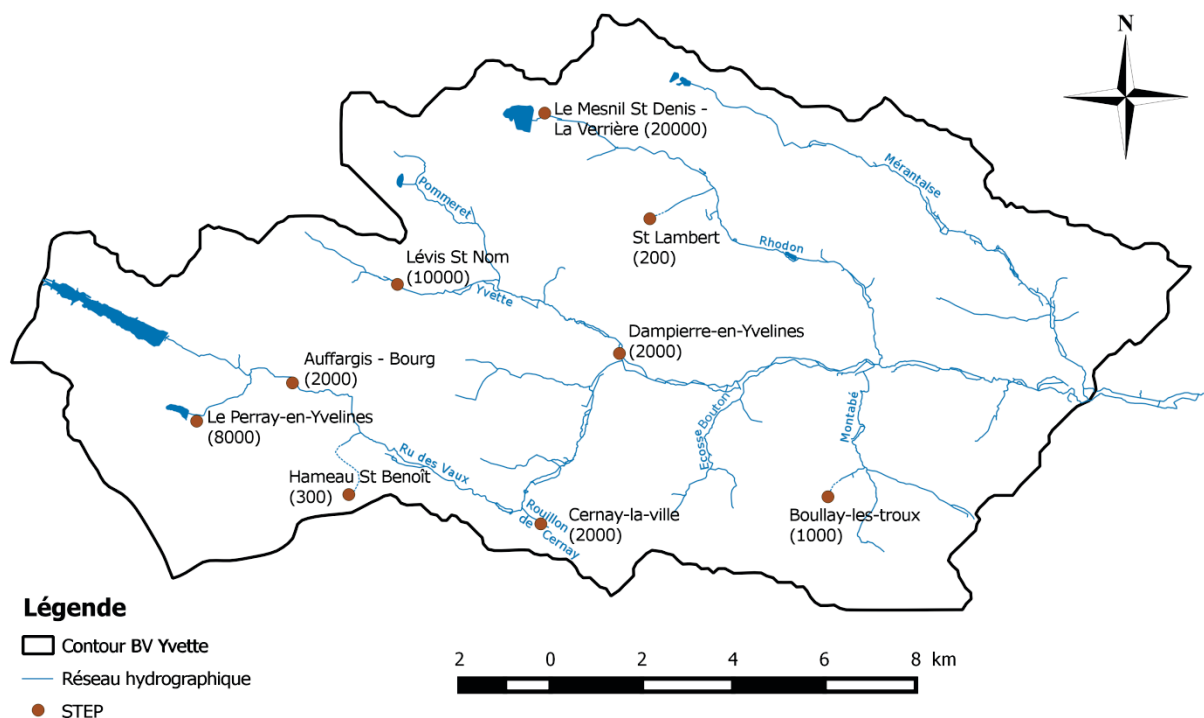 N
Le Mesnil St Denis -
La Verrière (20000)
Mérantaise
Pommeret
St Lambert
(200)
Rhodon
Lévis St Nom
(10000)
Yvette
Dampierre-en-Yvelines
(2000)
Auffargis - Bourg
(2000)
Le Perray-en-Yvelines
(8000)
Ecosse Bouton
Montabé
Ru des Vaux
Hameau St Benoît
(300)
Rouillon
de Cernay
Cernay-la-ville
(2000)
Boullay-les-troux
(1000)
Légende
Contour BV Yvette
Réseau hydrographique
STEP
2 0 2 4 6 8 km